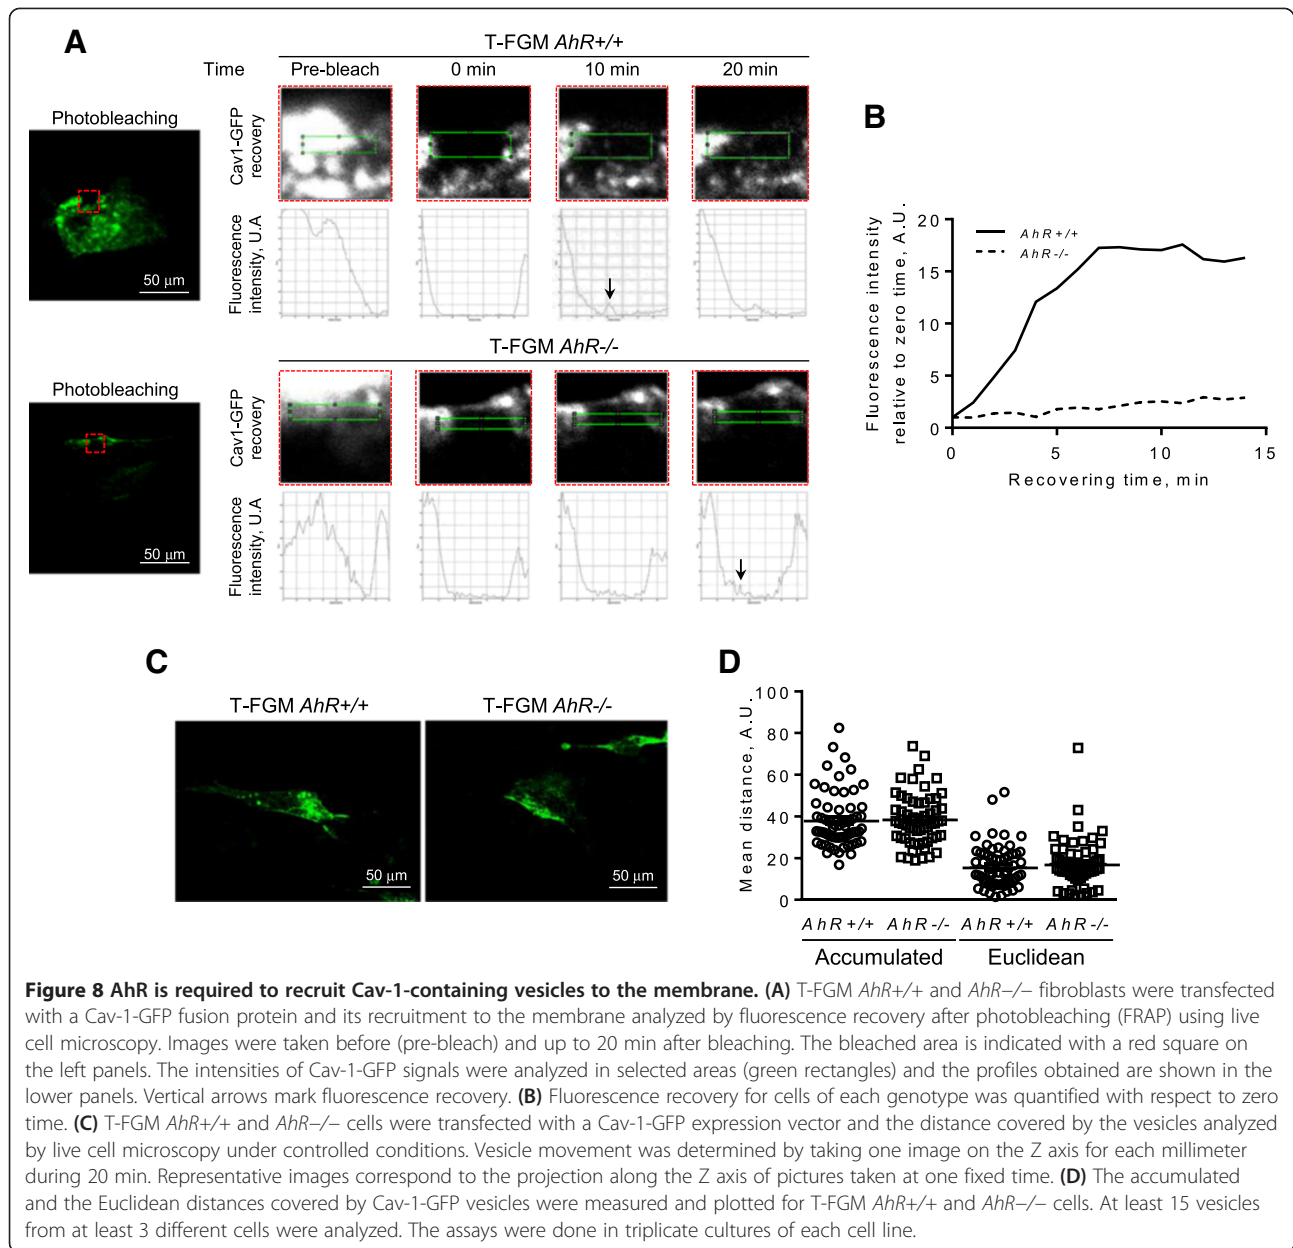 A
T-FGM AhR+/+
Time Pre-bleach 0 min 10 min 20 min
Photobleaching
50 μm
Cav1-GFP
recovery
Fluorescence
intensity, U.A
T-FGM AhR-/-
Photobleaching
50 μm
Cav1-GFP
recovery
Fluorescence
intensity, U.A
B
Fluorescence intensity
relative to zero time, A.U.
20
15
10
5
0
AhR+/+
AhR-/-
0 5 10 15
Recovering time, min
C
T-FGM AhR+/+ T-FGM AhR-/-
50 μm 50 μm
D
Mean distance, A.U.
100
80
60
40
20
0
AhR+/+ AhR-/- AhR+/+ AhR-/-
Accumulated Euclidean
Figure 8 AhR is required to recruit Cav-1-containing vesicles to the membrane. (A) T-FGM AhR+/+ and AhR−/− fibroblasts were transfected
with a Cav-1-GFP fusion protein and its recruitment to the membrane analyzed by fluorescence recovery after photobleaching (FRAP) using live
cell microscopy. Images were taken before (pre-bleach) and up to 20 min after bleaching. The bleached area is indicated with a red square on
the left panels. The intensities of Cav-1-GFP signals were analyzed in selected areas (green rectangles) and the profiles obtained are shown in the
lower panels. Vertical arrows mark fluorescence recovery. (B) Fluorescence recovery for cells of each genotype was quantified with respect to zero
time. (C) T-FGM AhR+/+ and AhR−/− cells were transfected with a Cav-1-GFP expression vector and the distance covered by the vesicles analyzed
by live cell microscopy under controlled conditions. Vesicle movement was determined by taking one image on the Z axis for each millimeter
during 20 min. Representative images correspond to the projection along the Z axis of pictures taken at one fixed time. (D) The accumulated
and the Euclidean distances covered by Cav-1-GFP vesicles were measured and plotted for T-FGM AhR+/+ and AhR−/− cells. At least 15 vesicles
from at least 3 different cells were analyzed. The assays were done in triplicate cultures of each cell line.